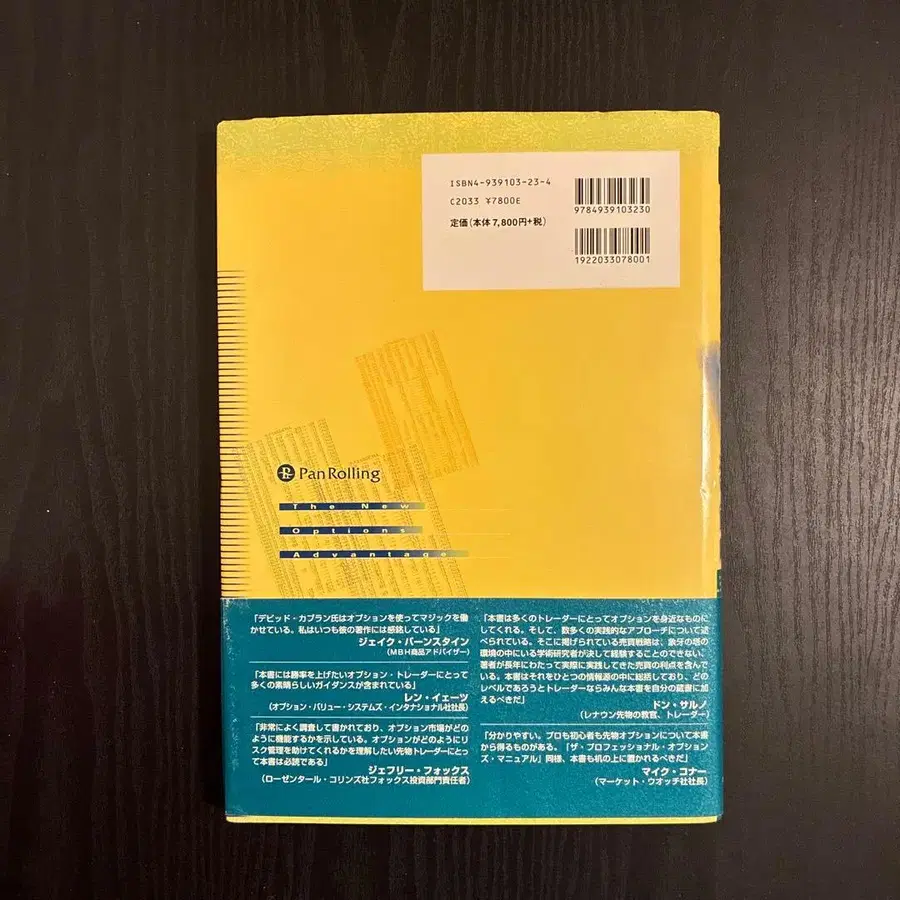 ISBN4-939103-23-4
C2033 ¥7800E
定価(本体7,800円+税)
9784939103230
1922033078001
PanRolling
The New
Options
Advantage
「デビッド・カプラン氏はオプションを使ってマジックを働
かせている。私はいつも彼の著作には感銘している」
ジェイク・バーンスタイン
(MBH商品アドバイザー)
「本書には勝率を上げたいオプション・トレーダーにとって
多くの素晴らしいガイダンスが含まれている」
レン・イェーツ
(オプション・バリュー・システムズ・インタナショナル社社長)
「非常によく調査して書かれており、オプション市場がどの
ように機能するかを示している。オプションがどのようにリ
スク管理を助けてくれるかを理解したい先物トレーダーにとっ
て本書は必読である」
ジェフリー・フォックス
(ローゼンタール・コリンズ社フォックス投資部門責任者)
「本書は多くのトレーダーにとってオプションを身近なものに
してくれる。そして、数多くの実践的なアプローチについて述
べられている。そこに掲げられている売買戦略は、象牙の塔の
環境の中にいる学術研究者が決して経験することのできない、
著者が長年にわたって実際に実践してきた売買の利点を含んで
いる。本書はそれをひとつの情報源の中に総括しており、どの
レベルであろうとトレーダーならみんな本書を自分の蔵書に加
えるべきだ」
ドン・サルノ
(レナウン先物の教官、トレーダー)
「分かりやすい。プロも初心者も先物オプションについて本書
から得るものがある。「ザ・プロフェッショナル・オプション
ズ・マニュアル」同様、本書も机の上に置かれるべきだ」
マイク・コナー
(マーケット・ウオッチ社社長)